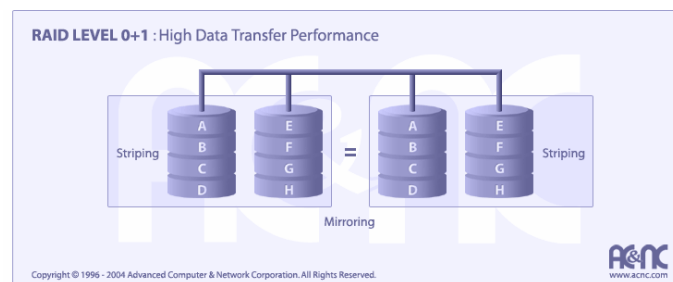 RAID LEVEL 0+1 : High Data Transfer Performance
Striping
A
B
C
D
E
F
G
H
=
A
B
C
D
E
F
G
H
Striping
Mirroring
AC&NC
www.acnc.com
Copyright © 1996 - 2004 Advanced Computer & Network Corporation. All Rights Reserved.